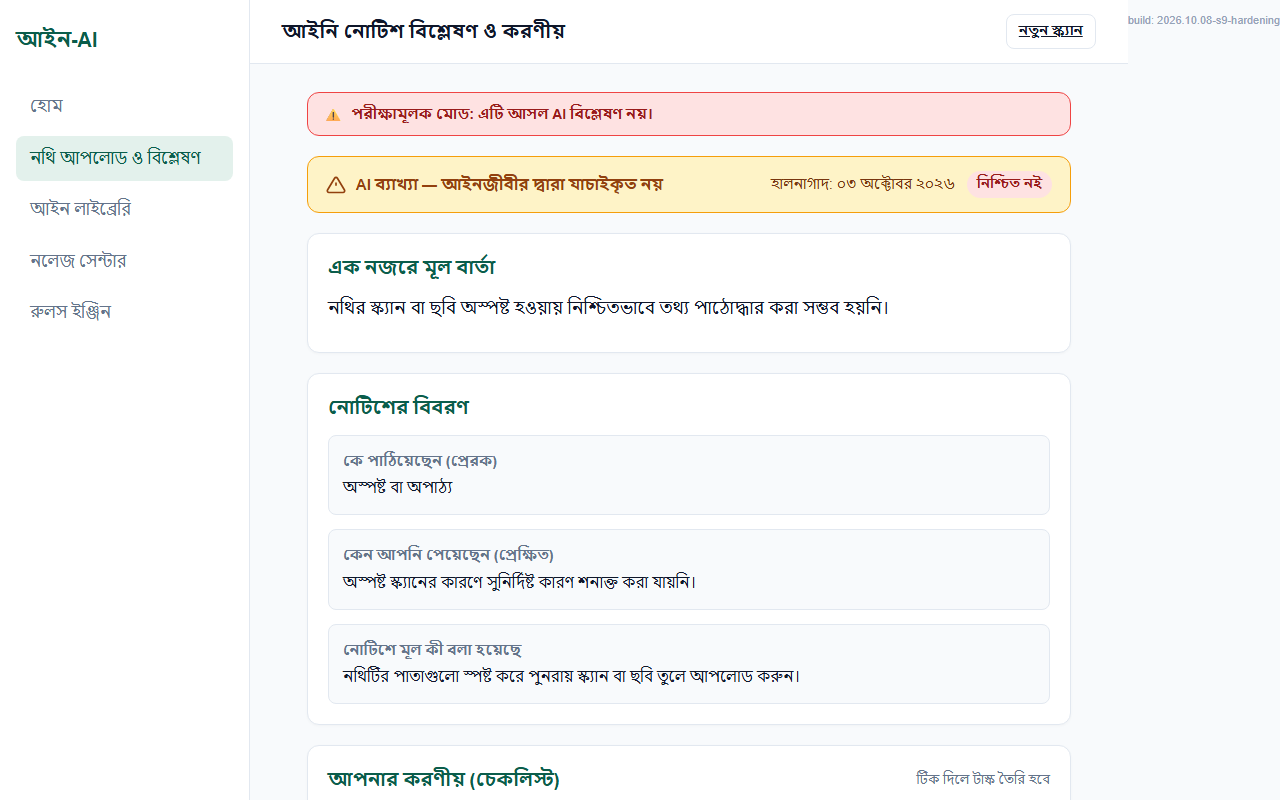 আইন-AI
হোম
নথি আপলোড ও বিশ্লেষণ
আইন লাইব্রেরি
নলেজ সেন্টার
রুলস ইঞ্জিন
আইনি নোটিশ বিশ্লেষণ ও করণীয়
নতুন স্ক্যান
build: 2026.10.08-s9-hardening
পরীক্ষামূলক মোড: এটি আসল AI বিশ্লেষণ নয়।
AI ব্যাখ্যা — আইনজীবীর দ্বারা যাচাইকৃত নয়
হালনাগাদ: ০৩ অক্টোবর ২০২৬
নিশ্চিত নই
এক নজরে মূল বার্তা
নথির স্ক্যান বা ছবি অস্পষ্ট হওয়ায় নিশ্চিতভাবে তথ্য পাঠোদ্ধার করা সম্ভব হয়নি।
নোটিশের বিবরণ
কে পাঠিয়েছেন (প্রেরক)
অস্পষ্ট বা অপাঠ্য
কেন আপনি পেয়েছেন (প্রেক্ষিত)
অস্পষ্ট স্ক্যানের কারণে সুনির্দিষ্ট কারণ শনাক্ত করা যায়নি।
নোটিশে মূল কী বলা হয়েছে
নথিটির পাতাগুলো স্পষ্ট করে পুনরায় স্ক্যান বা ছবি তুলে আপলোড করুন।
আপনার করণীয় (চেকলিস্ট)
টিক দিলে টাস্ক তৈরি হবে